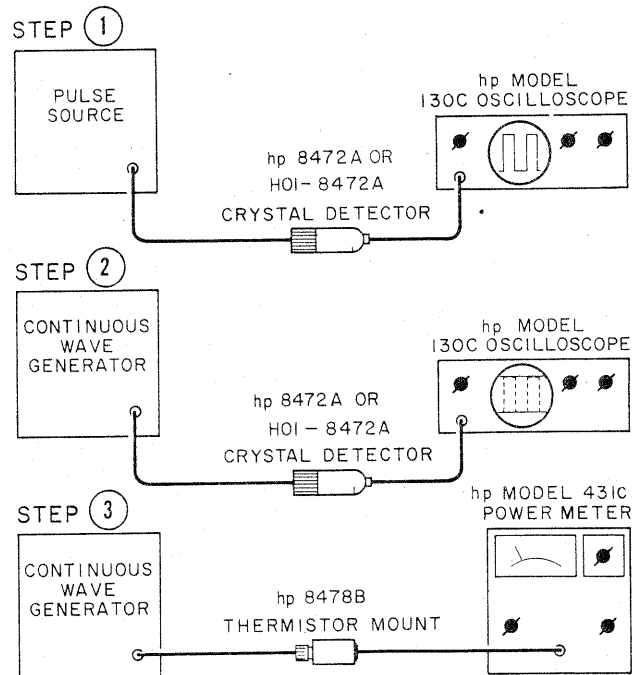 STEP 1
PULSE
SOURCE
hp MODEL
130C OSCILLOSCOPE
hp 8472A OR
HO1-8472A
CRYSTAL DETECTOR
STEP 2
CONTINUOUS
WAVE
GENERATOR
hp MODEL
130C OSCILLOSCOPE
hp 8472A OR
HO1-8472A
CRYSTAL DETECTOR
STEP 3
CONTINUOUS
WAVE
GENERATOR
hp 8478B
THERMISTOR MOUNT
hp MODEL 431C
POWER METER